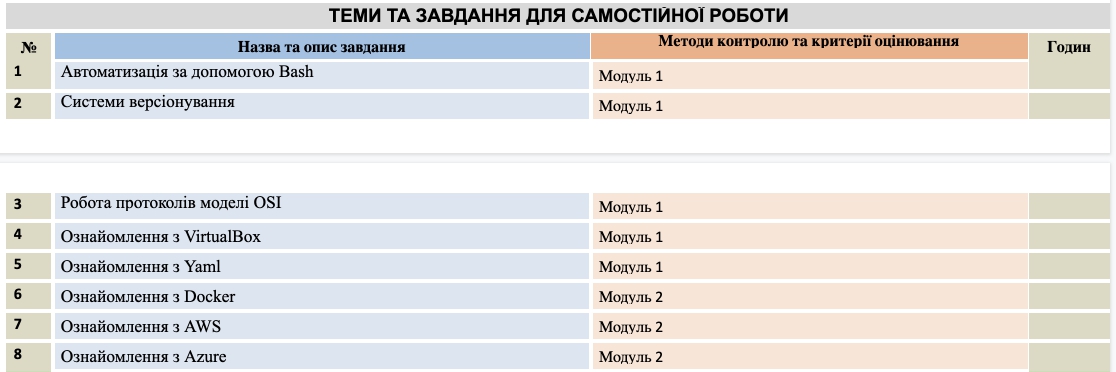 ТЕМИ ТА ЗАВДАННЯ ДЛЯ САМОСТІЙНОЇ РОБОТИ
№ Назва та опис завдання Методи контролю та критерії оцінювання Годин
1 Автоматизація за допомогою Bash Модуль 1
2 Системи версіонування Модуль 1
3 Робота протоколів моделі OSI Модуль 1
4 Ознайомлення з VirtualBox Модуль 1
5 Ознайомлення з Yaml Модуль 1
6 Ознайомлення з Docker Модуль 2
7 Ознайомлення з AWS Модуль 2
8 Ознайомлення з Azure Модуль 2